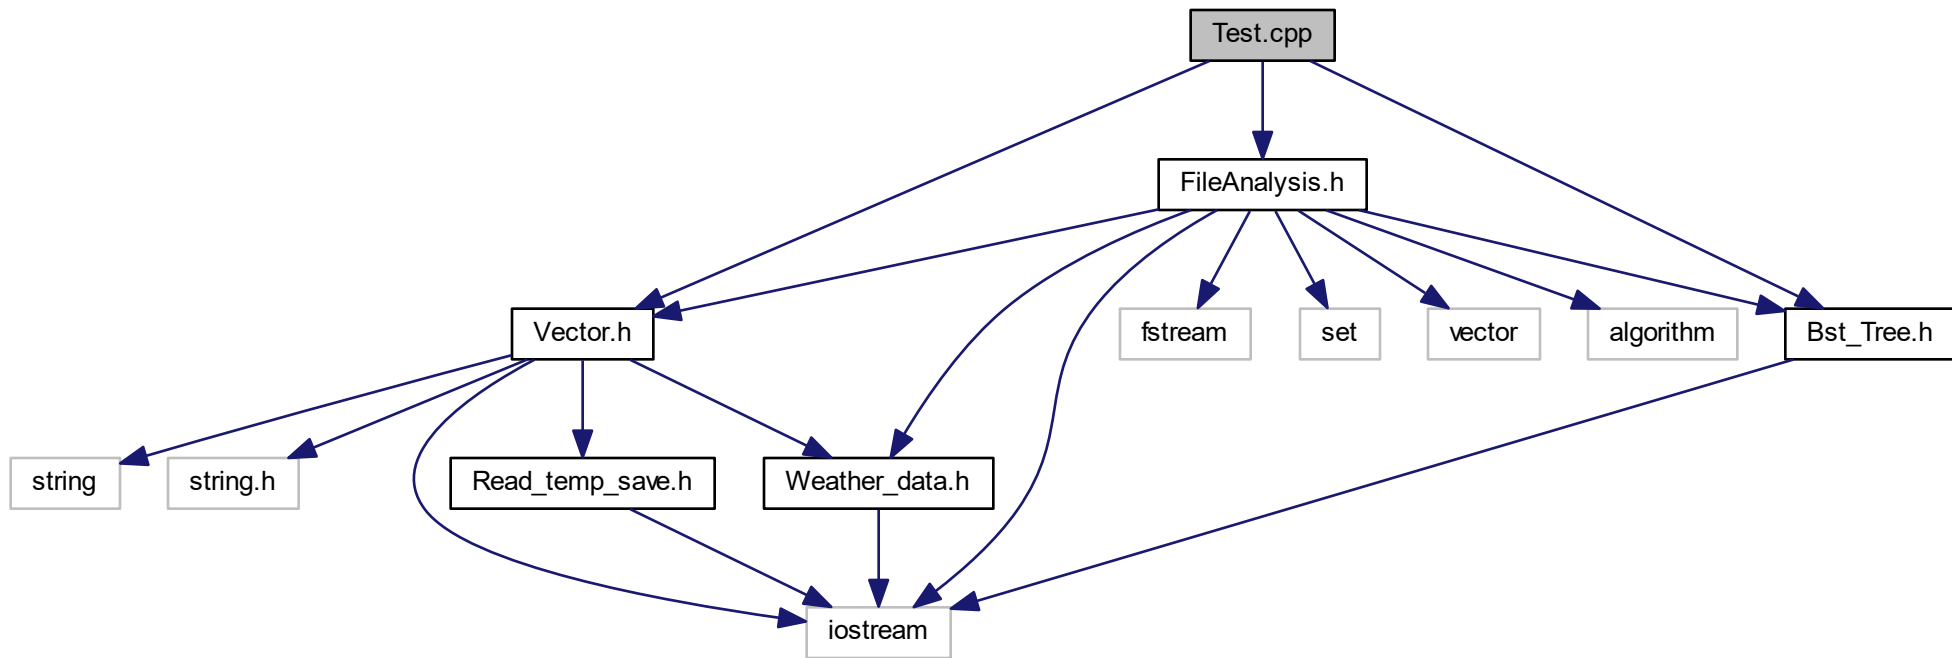 Test.cpp
FileAnalysis.h
Vector.h
fstream
set
vector
algorithm
Bst_Tree.h
string
string.h
Read_temp_save.h
Weather_data.h
iostream